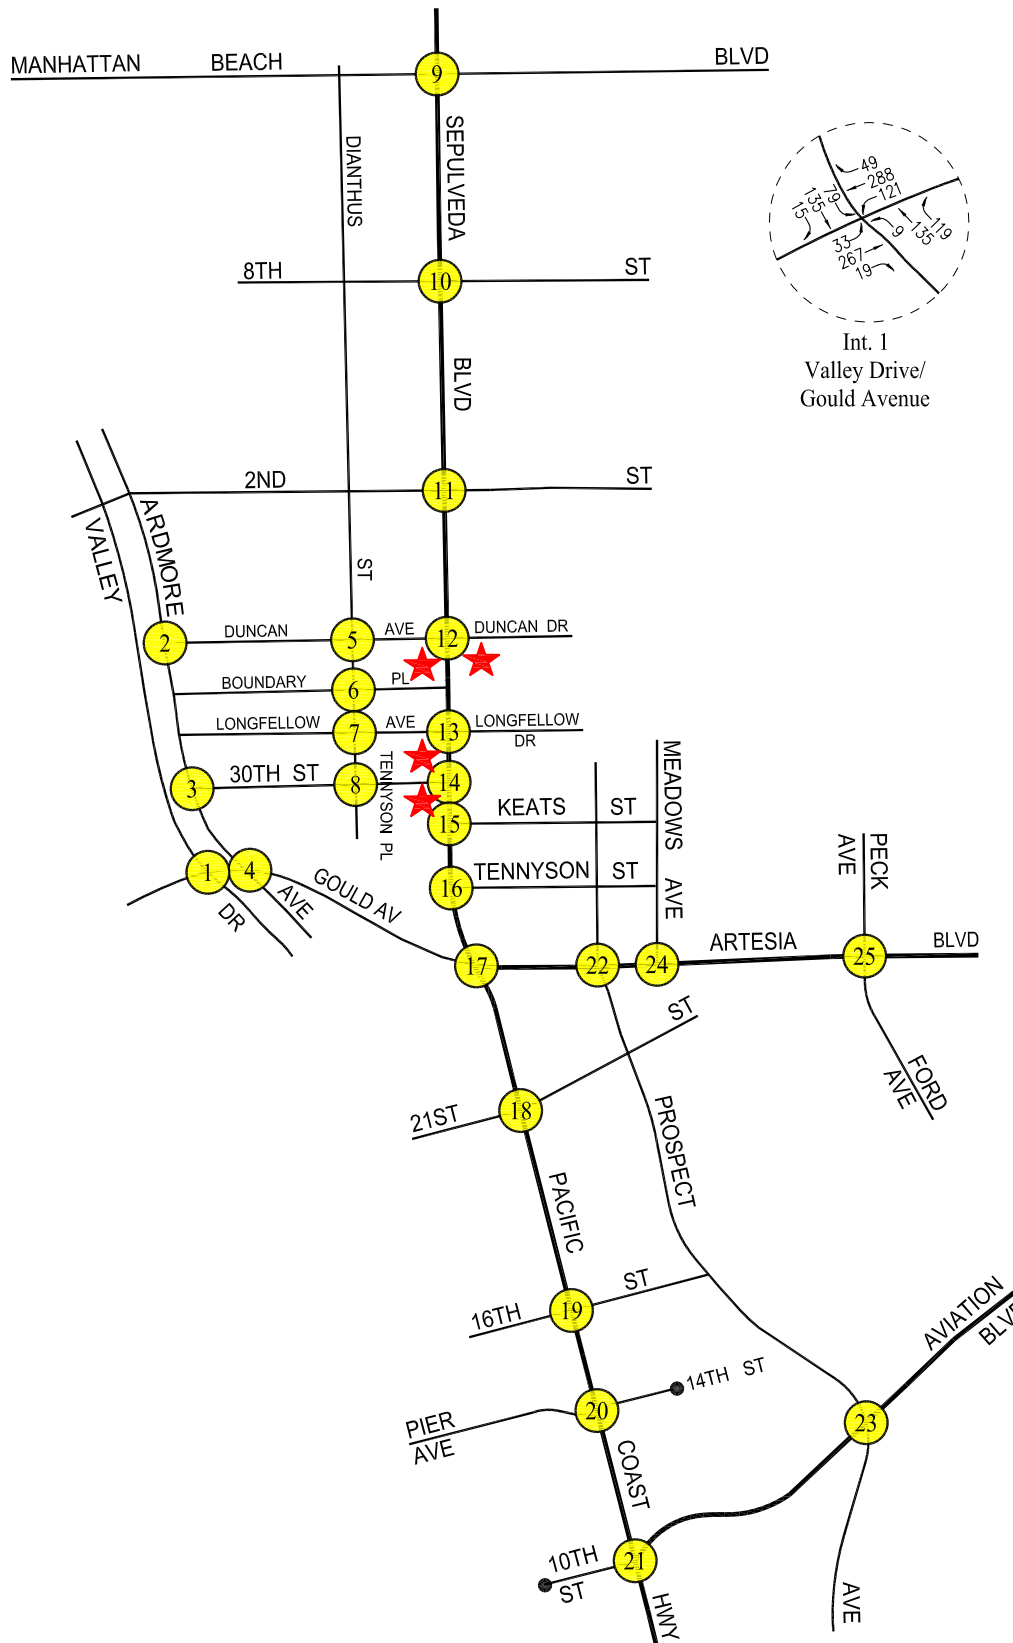 MANHATTAN BEACH BLVD
9
SEPULVEDA
DIANTHUS
49
288
121
79
135
15
119
135
9
33
267
19
8TH ST
10
Int. 1
Valley Drive/
Gould Avenue
BLVD
2ND ST
11
VALLEY
ARDMORE
ST
2
DUNCAN
5
AVE
12
DUNCAN DR
BOUNDARY
6
PL
LONGFELLOW
7
AVE
13
LONGFELLOW
DR
3
30TH ST
8
TENNYSON PL
14
15
KEATS ST
MEADOWS AVE
16
TENNYSON ST
PECK
AVE
1
4
GOULD AV
DR
AVE
17
22
24
ARTESIA
25
BLVD
ST
21ST
18
FORD
AVE
PROSPECT
PACIFIC
16TH
19
ST
AVIATION
14TH ST
PIER
AVE
20
23
COAST
10TH
ST
21
HWY
AVE